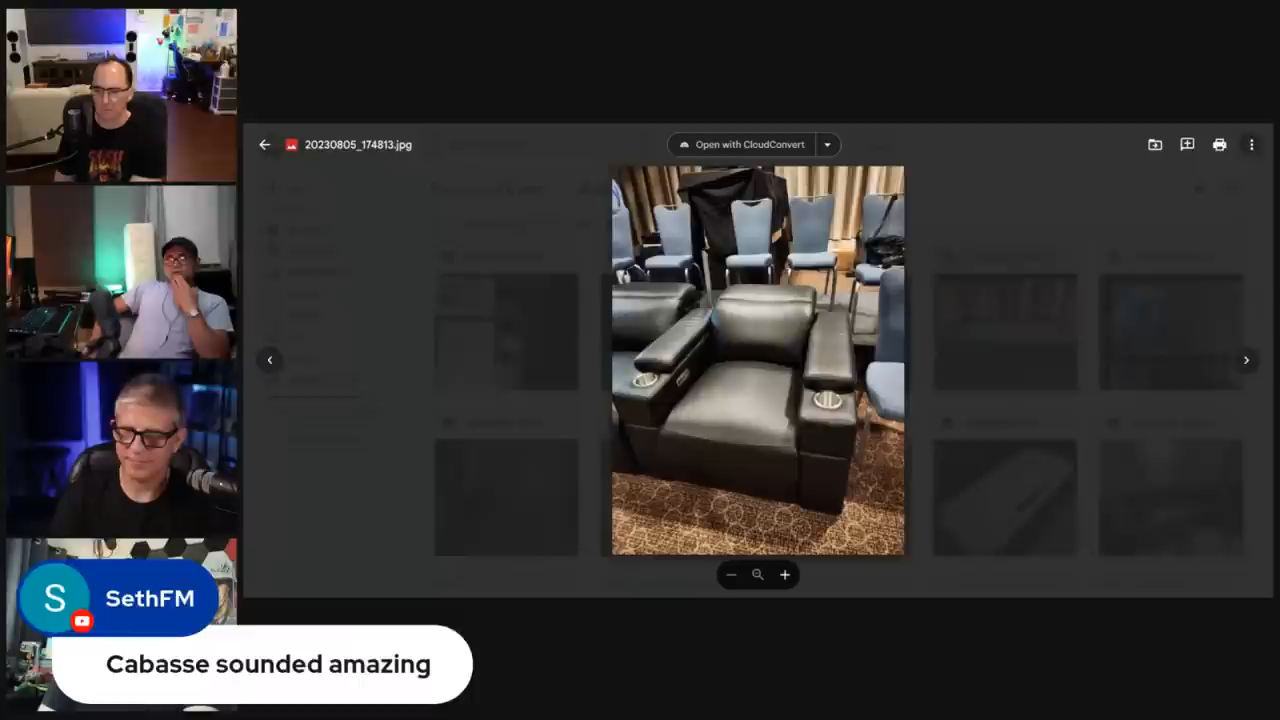 20230805_174813.jpg
Open with CloudConvert
S
SethFM
Cabasse sounded amazing